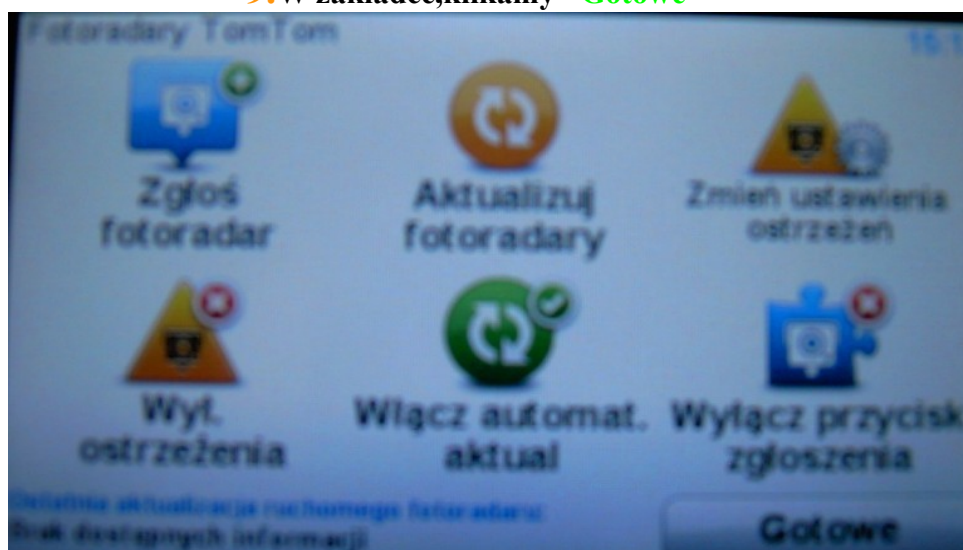 W zakładce,klikamy "Gotowe"
Fotoradary TomTom
Zgłoś
fotoradar
Aktualizuj
fotoradary
Zmień ustawienia
ostrzeżeń
Wył.
ostrzeżenia
Włącz automat.
aktual
Wyłącz przycisk
zgłoszenia
Ostatnia aktualizacja ruchomego fotoradaru:
Brak dostępnych informacji
Gotowe